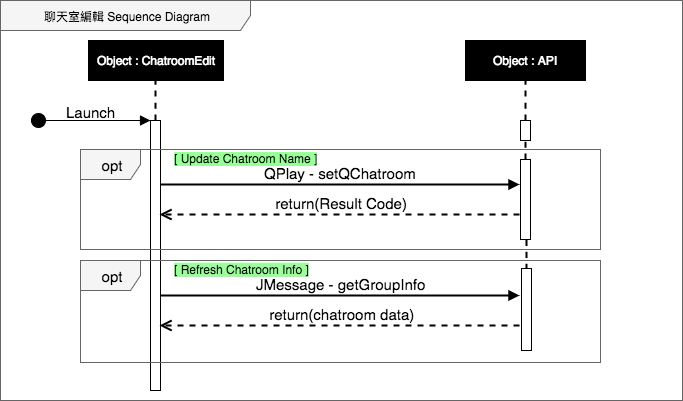 聊天室編輯 Sequence Diagram
Object : ChatroomEdit
Object : API
Launch
opt
[ Update Chatroom Name ]
QPlay - setQChatroom
return(Result Code)
opt
[ Refresh Chatroom Info ]
JMessage - getGroupInfo
return(chatroom data)